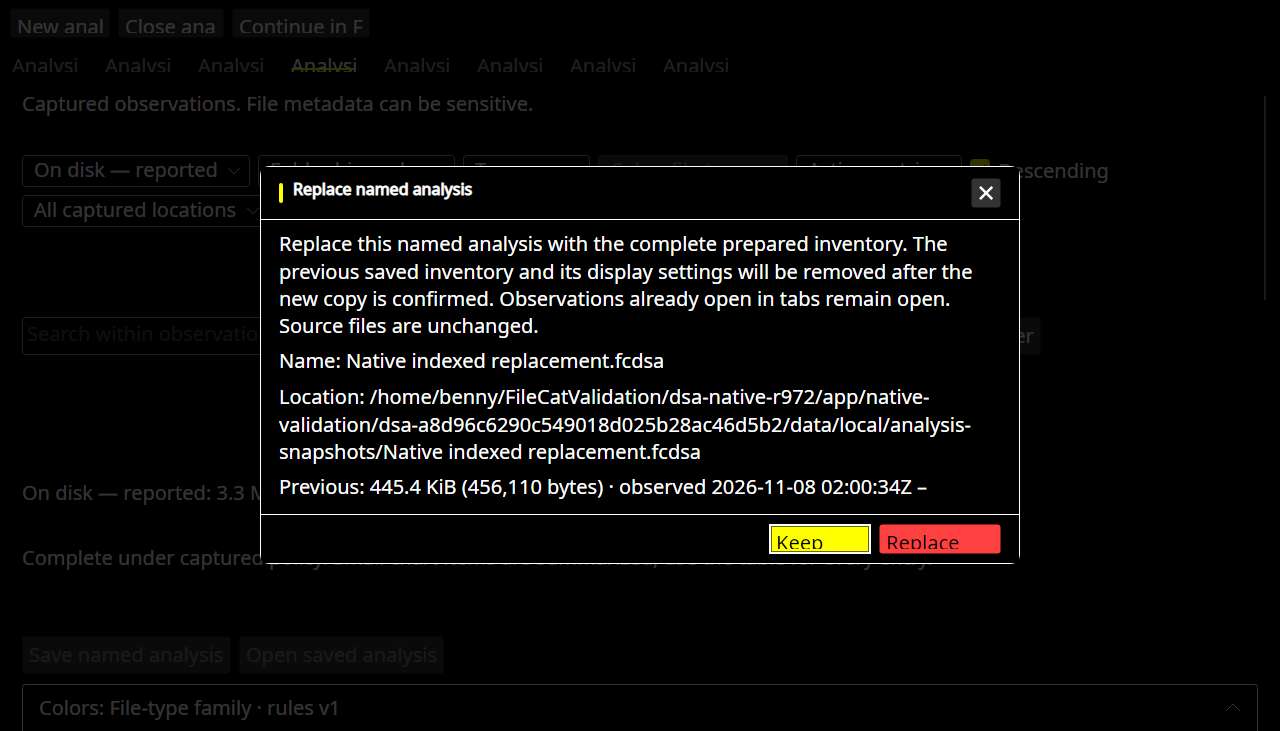 New anal Close ana Continue in F
Analysi Analysi Analysi Analysi Analysi Analysi Analysi Analysi
Captured observations. File metadata can be sensitive.
On disk — reported
All captured locations
Replace named analysis
Replace this named analysis with the complete prepared inventory. The
previous saved inventory and its display settings will be removed after the
new copy is confirmed. Observations already open in tabs remain open.
Source files are unchanged.
Name: Native indexed replacement.fcdsa
Location: /home/benny/FileCatValidation/dsa-native-r972/app/native-
validation/dsa-a8d96c6290c549018d025b28ac46d5b2/data/local/analysis-
snapshots/Native indexed replacement.fcdsa
Previous: 445.4 KiB (456,110 bytes) · observed 2026-11-08 02:00:34Z –
Keep Replace
Search within observatio
On disk — reported: 3.3 M
Complete under captured
Save named analysis Open saved analysis
Colors: File-type family · rules v1